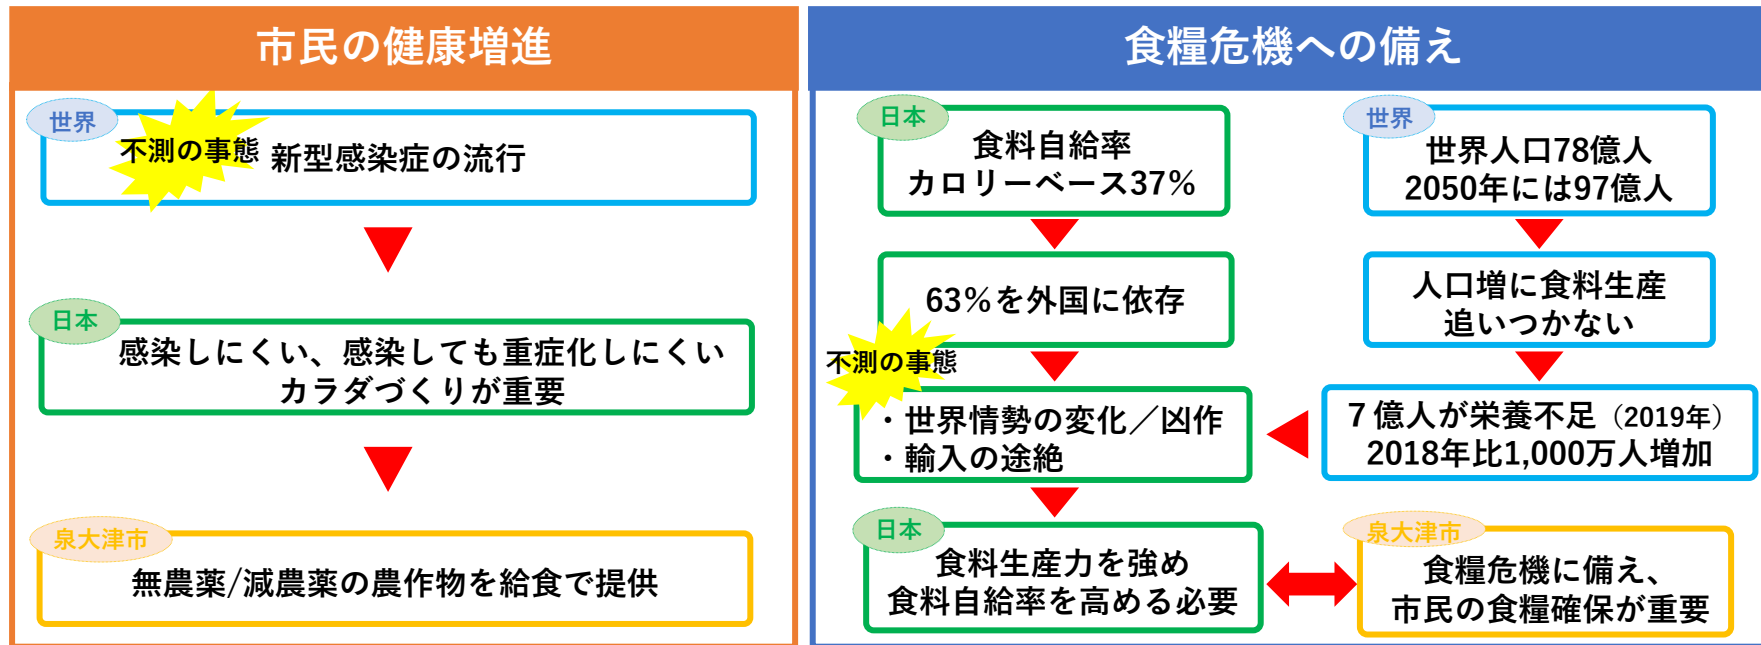 市民の健康増進
世界
不測の事態
新型感染症の流行
日本
感染しにくい、感染しても重症化しにくい
カラダづくりが重要
泉大津市
無農薬/減農薬の農作物を給食で提供
食糧危機への備え
日本
食料自給率
カロリーベース37%
63%を外国に依存
不測の事態
・世界情勢の変化／凶作
・輸入の途絶
世界
世界人口78億人
2050年には97億人
人口増に食料生産
追いつかない
７億人が栄養不足（2019年）
2018年比1,000万人増加
日本
食料生産力を強め
食料自給率を高める必要
泉大津市
食糧危機に備え、
市民の食糧確保が重要